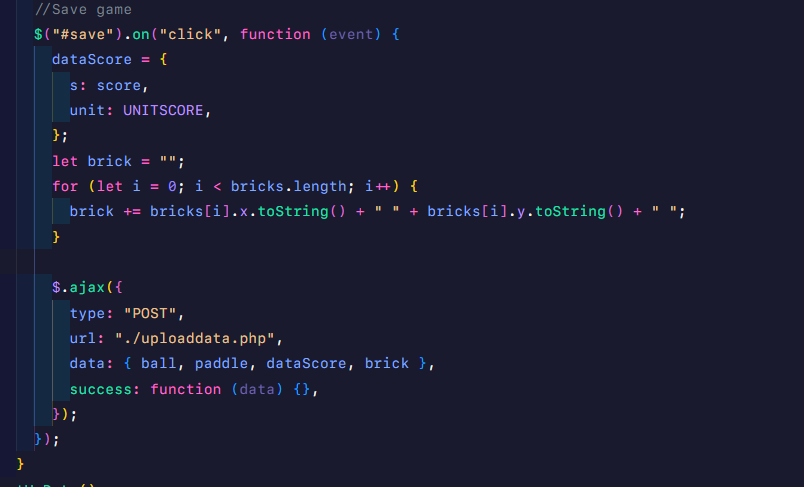 //Save game
$("#save").on("click", function (event) {
dataScore = {
s: score,
unit: UNITSCORE,
};
let brick = "";
for (let i = 0; i < bricks.length; i++) {
brick += bricks[i].x.toString() + " " + bricks[i].y.toString() + " ";
}
$.ajax({
type: "POST",
url: "./uploaddata.php",
data: { ball, paddle, dataScore, brick },
success: function (data) {},
});
});
}